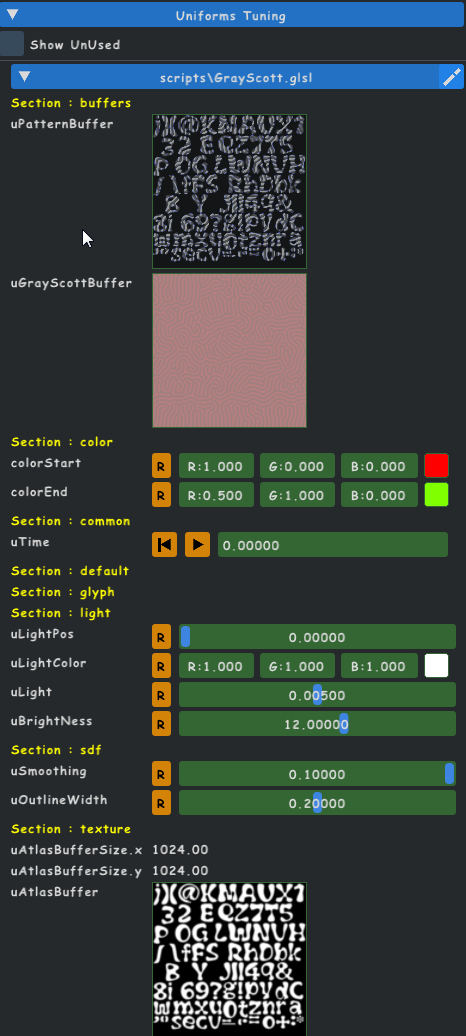 Uniforms Tuning
Show UnUsed
scripts\GrayScott.glsl
Section : buffers
uPatternBuffer
uGrayScottBuffer
Section : color
colorStart R R:1.000 G:0.000 B:0.000
colorEnd R R:0.500 G:1.000 B:0.000
Section : common
uTime 0.00000
Section : default
Section : glyph
Section : light
uLightPos R 0.00000
uLightColor R R:1.000 G:1.000 B:1.000
uLight R 0.00500
uBrightNess R 12.00000
Section : sdf
uSmoothing R 0.10000
uOutlineWidth R 0.20000
Section : texture
uAtlasBufferSize.x 1024.00
uAtlasBufferSize.y 1024.00
uAtlasBuffer